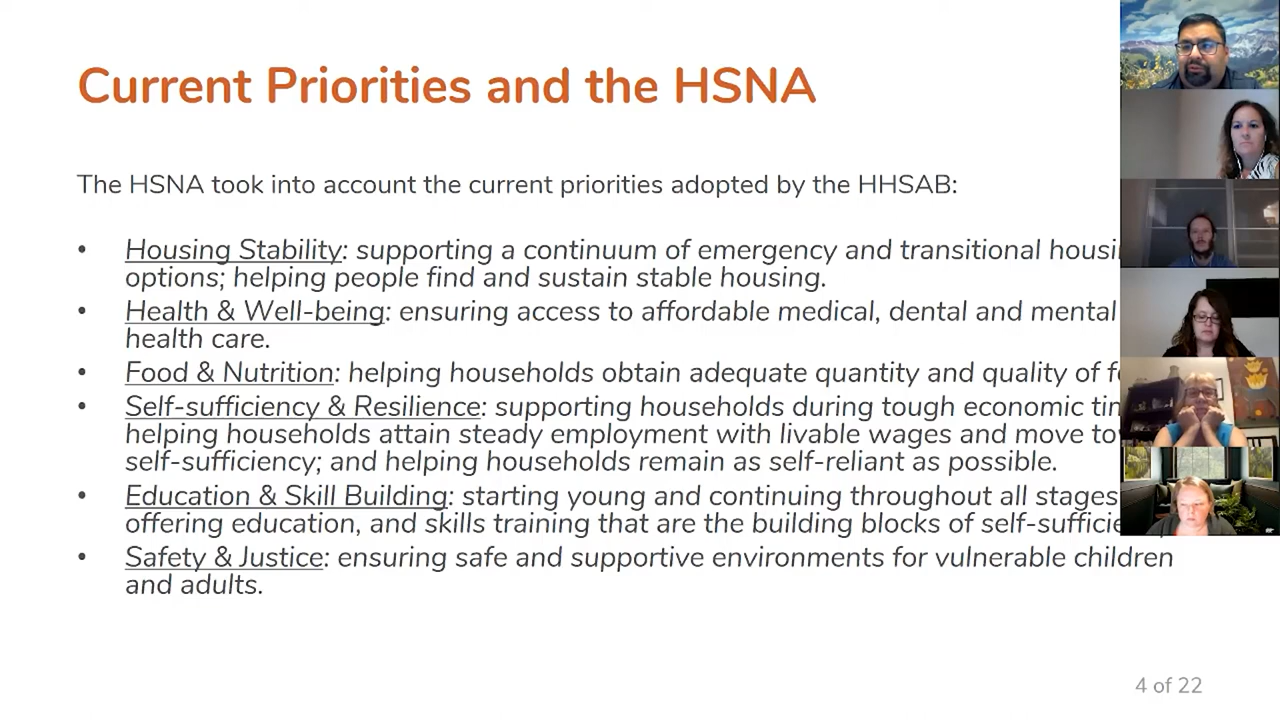 Current Priorities and the HSNA
The HSNA took into account the current priorities adopted by the HHSAB:
• Housing Stability: supporting a continuum of emergency and transitional
options; helping people find and sustain stable housing.
• Health & Well-being: ensuring access to affordable medical, dental and mental
health care.
• Food & Nutrition: helping households obtain adequate quantity and quality of
• Self-sufficiency & Resilience: supporting households during tough economic
helping households attain steady employment with livable wages and move
self-sufficiency; and helping households remain as self-reliant as possible.
• Education & Skill Building: starting young and continuing throughout all stages
offering education, and skills training that are the building blocks of
• Safety & Justice: ensuring safe and supportive environments for vulnerable children
and adults.
4 of 22